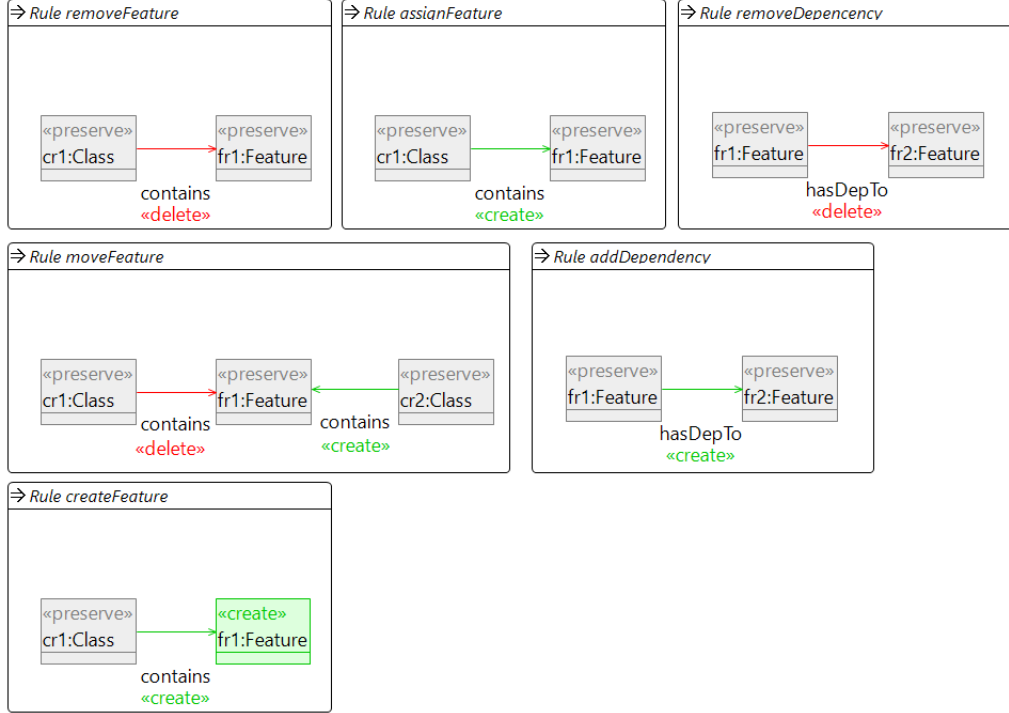 Rule removeFeature
«preserve»
cr1:Class
«preserve»
fr1:Feature
contains
«delete»
Rule assignFeature
«preserve»
cr1:Class
«preserve»
fr1:Feature
contains
«create»
Rule removeDepencency
«preserve»
fr1:Feature
«preserve»
fr2:Feature
hasDepTo
«delete»
Rule moveFeature
«preserve»
cr1:Class
«preserve»
fr1:Feature
«preserve»
cr2:Class
contains
«delete»
contains
«create»
Rule addDependency
«preserve»
fr1:Feature
«preserve»
fr2:Feature
hasDepTo
«create»
Rule createFeature
«preserve»
cr1:Class
«create»
fr1:Feature
contains
«create»